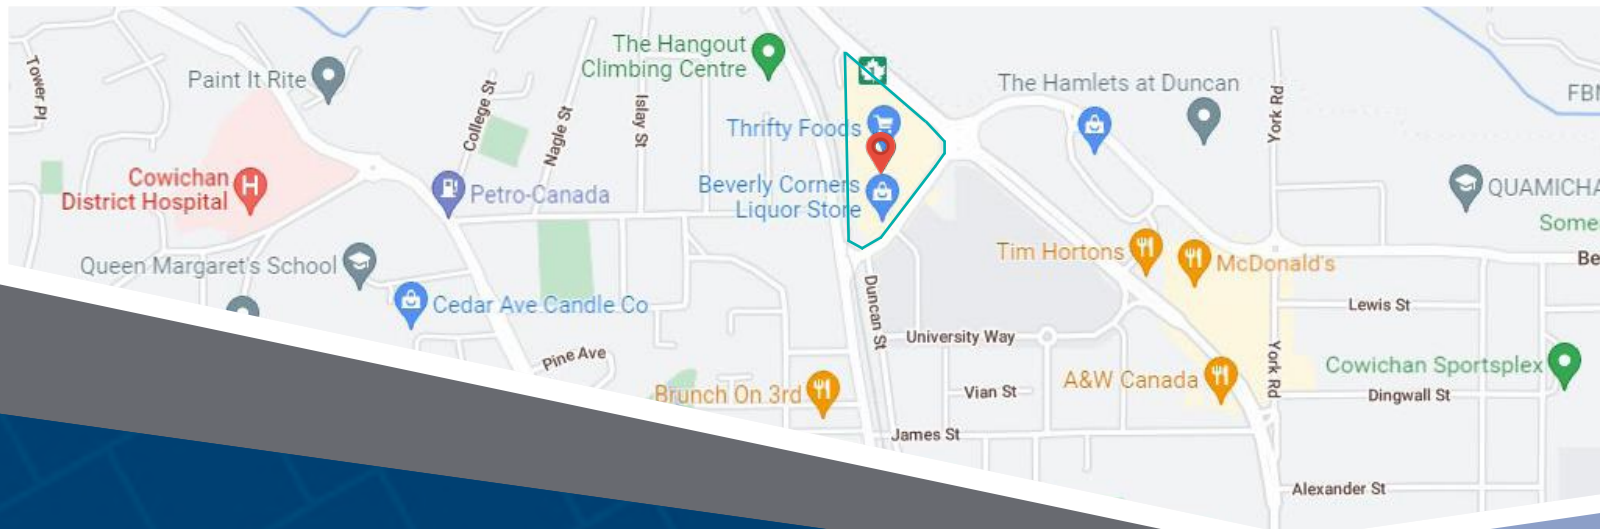 Tower Pl
Paint It Rite
College St
Nagle St
Islay St
The Hangout
Climbing Centre
Thrifty Foods
Beverly Corners
Liquor Store
The Hamlets at Duncan
York Rd
Cowichan
District Hospital
H
Petro-Canada
Queen Margaret's School
Cedar Ave Candle Co
Pine Ave
Brunch On 3rd
Duncan St
University Way
Vian St
James St
Tim Hortons
McDonald's
A&W Canada
York Rd
Lewis St
Cowichan Sportsplex
Dingwall St
Alexander St
QUAMICHA
Some
Be